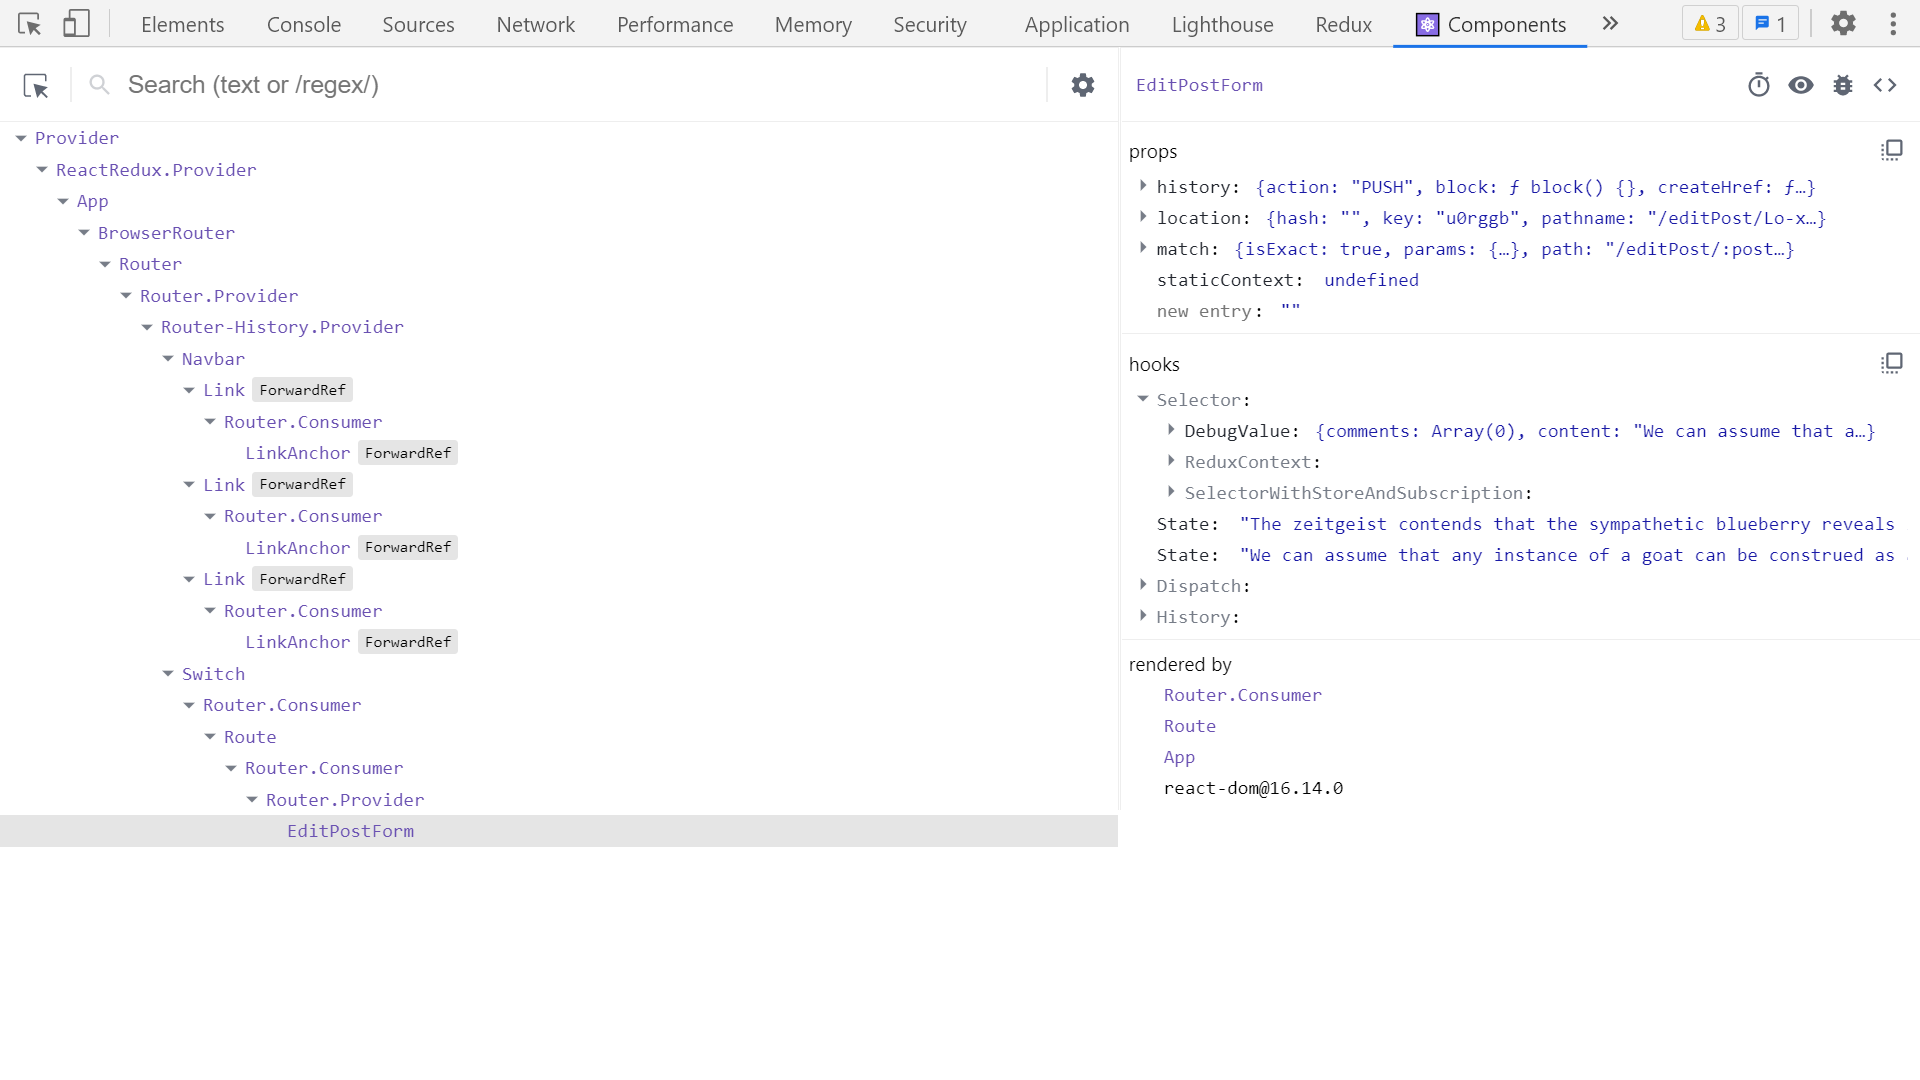 Elements Console Sources Network Performance Memory Security Application Lighthouse Redux Components 3 1
Search (text or /regex/)
Provider
ReactRedux.Provider
App
BrowserRouter
Router
Router.Provider
Router-History.Provider
Navbar
Link ForwardRef
Router.Consumer
LinkAnchor ForwardRef
Link ForwardRef
Router.Consumer
LinkAnchor ForwardRef
Link ForwardRef
Router.Consumer
LinkAnchor ForwardRef
Switch
Router.Consumer
Route
Router.Consumer
Router.Provider
EditPostForm
EditPostForm
props
history: {action: "PUSH", block: ƒ block() {}, createHref: ƒ…}
location: {hash: "", key: "u0rggb", pathname: "/editPost/Lo-x…}
match: {isExact: true, params: {…}, path: "/editPost/:post…}
staticContext: undefined
new entry: ""
hooks
Selector:
DebugValue: {comments: Array(0), content: "We can assume that a…}
ReduxContext:
SelectorWithStoreAndSubscription:
State: "The zeitgeist contends that the sympathetic blueberry reveals
State: "We can assume that any instance of a goat can be construed as
Dispatch:
History:
rendered by
Router.Consumer
Route
App
react-dom@16.14.0